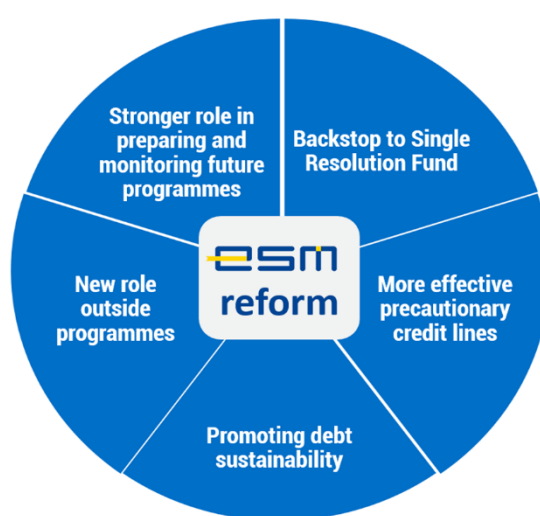 Stronger role in
preparing and
monitoring future
programmes
Backstop to Single
Resolution Fund
New role
outside
programmes
esm
reform
More effective
precautionary
credit lines
Promoting debt
sustainability